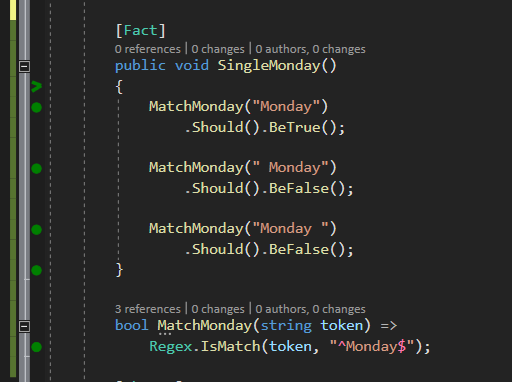 [Fact]
0 references | 0 changes | 0 authors, 0 changes
public void SingleMonday()
{
MatchMonday("Monday")
.Should().BeTrue();
MatchMonday(" Monday")
.Should().BeFalse();
MatchMonday("Monday ")
.Should().BeFalse();
}
3 references | 0 changes | 0 authors, 0 changes
bool MatchMonday(string token) =>
Regex.IsMatch(token, "^Monday$");